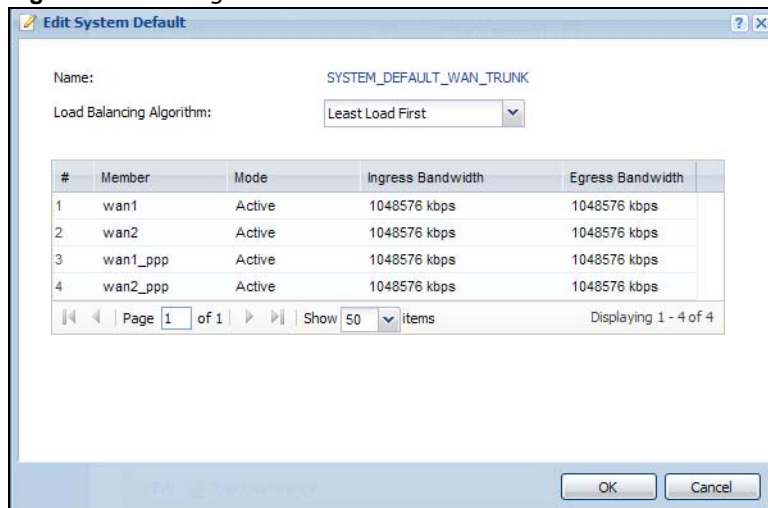 Edit System Default
Name: SYSTEM_DEFAULT_WAN_TRUNK
Load Balancing Algorithm: Least Load First
# Member Mode Ingress Bandwidth Egress Bandwidth
1 wan1 Active 1048576 kbps 1048576 kbps
2 wan2 Active 1048576 kbps 1048576 kbps
3 wan1_ppp Active 1048576 kbps 1048576 kbps
4 wan2_ppp Active 1048576 kbps 1048576 kbps
Page 1 of 1 Show 50 items Displaying 1 - 4 of 4
OK Cancel